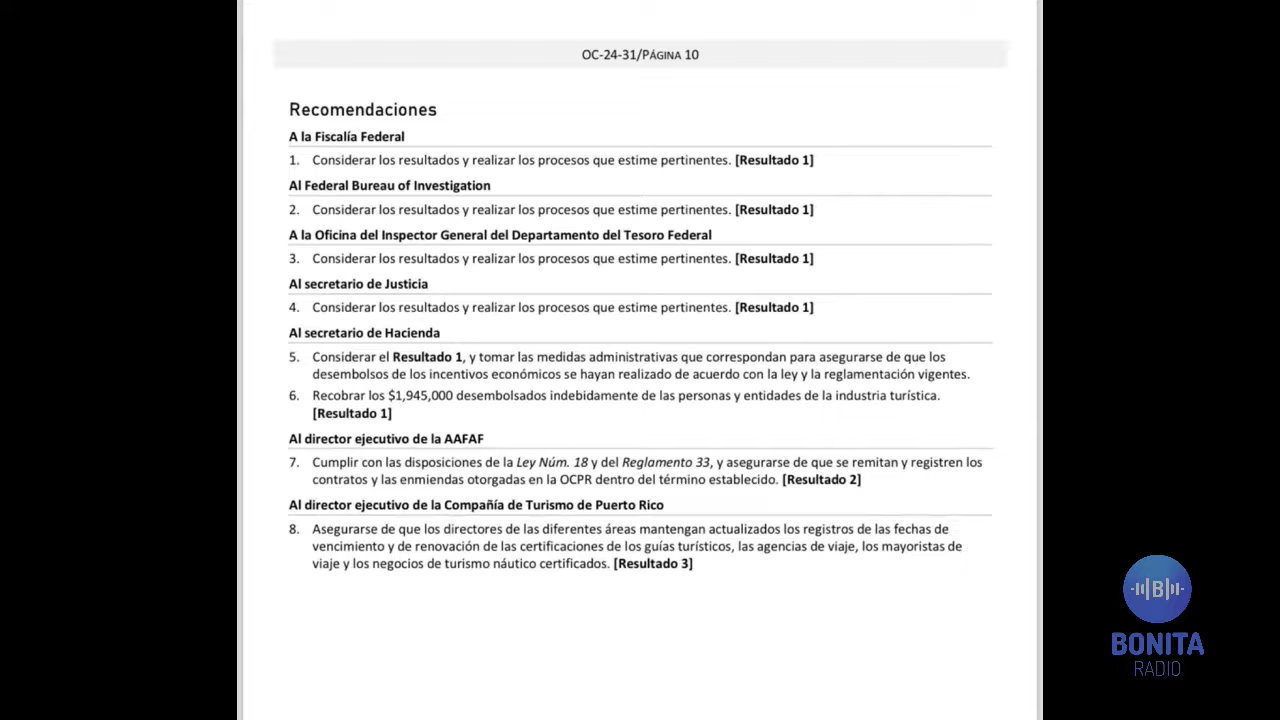 OC-24-31/PÁGINA 10
Recomendaciones
A la Fiscalía Federal
1. Considerar los resultados y realizar los procesos que estime pertinentes. [Resultado 1]
Al Federal Bureau of Investigation
2. Considerar los resultados y realizar los procesos que estime pertinentes. [Resultado 1]
A la Oficina del Inspector General del Departamento del Tesoro Federal
3. Considerar los resultados y realizar los procesos que estime pertinentes. [Resultado 1]
Al secretario de Justicia
4. Considerar los resultados y realizar los procesos que estime pertinentes. [Resultado 1]
Al secretario de Hacienda
5. Considerar el Resultado 1, y tomar las medidas administrativas que correspondan para asegurarse de que los
desembolsos de los incentivos económicos se hayan realizado de acuerdo con la ley y la reglamentación vigentes.
6. Recobrar los $1,945,000 desembolsados indebidamente de las personas y entidades de la industria turística.
[Resultado 1]
Al director ejecutivo de la AAFAF
7. Cumplir con las disposiciones de la Ley Núm. 18 y del Reglamento 33, y asegurarse de que se remitan y registren los
contratos y las enmiendas otorgadas en la OCPR dentro del término establecido. [Resultado 2]
Al director ejecutivo de la Compañía de Turismo de Puerto Rico
8. Asegurarse de que los directores de las diferentes áreas mantengan actualizados los registros de las fechas de
vencimiento y de renovación de las certificaciones de los guías turísticos, las agencias de viaje, los mayoristas de
viaje y los negocios de turismo náutico certificados. [Resultado 3]
B
BONITA
RADIO